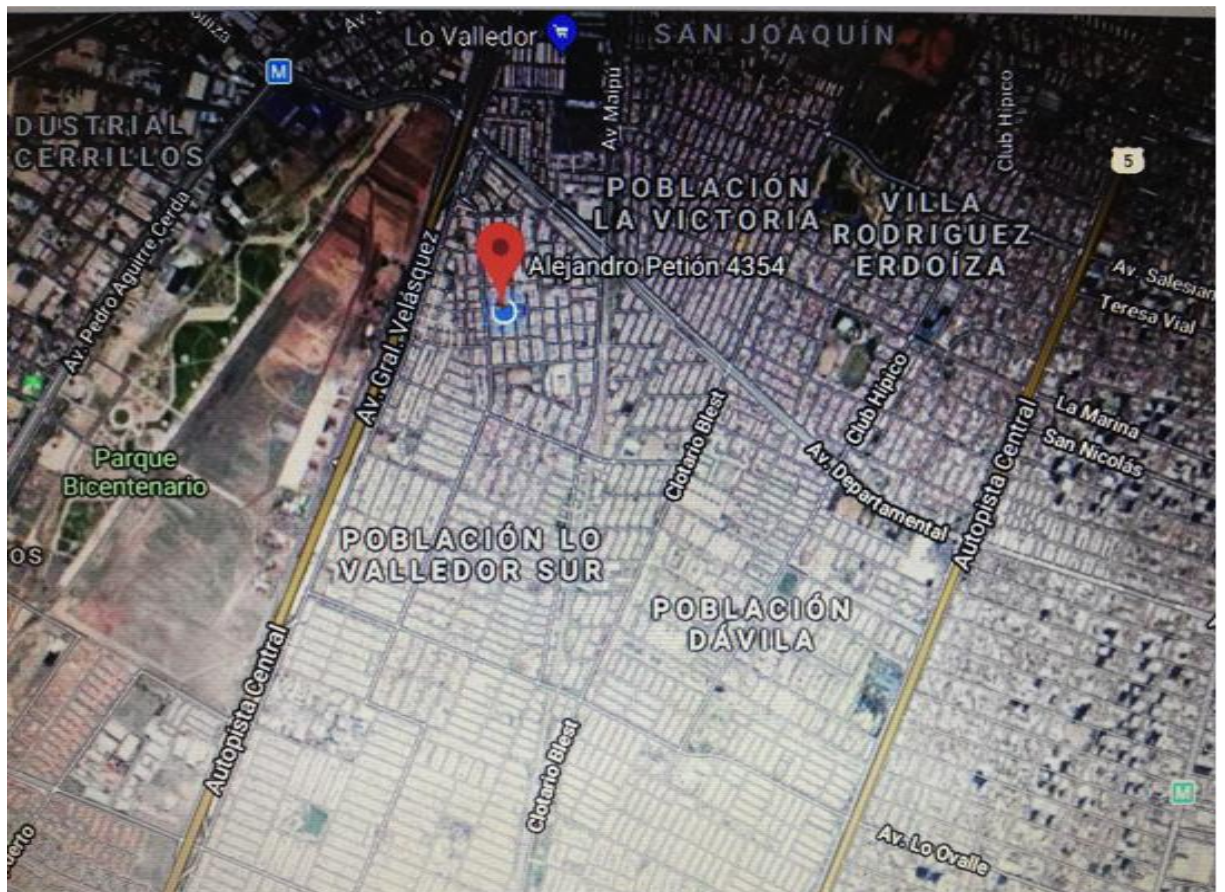 Lo Valledor
SAN JOAQUÍN
M
Av Maipú
Club Hípico
DUSTRIAL
CERRILLOS
5
POBLACIÓN
LA VICTORIA
VILLA
RODRIGUEZ
ERDOÍZA
Av. Pedro Aguirre Cerda
Av. Gral. Velásquez
Alejandro Petión 4354
Av. Salesian
Teresa Vial
Club Hípico
La Marina
San Nicolás
Clotario Blest
Av. Departamental
Autopista Central
Parque
Bicentenario
OS
POBLACIÓN LO
VALLEDOR SUR
POBLACIÓN
DÁVILA
Autopista Central
Clotario Blest
M
Av. Lo Ovalle
uerto